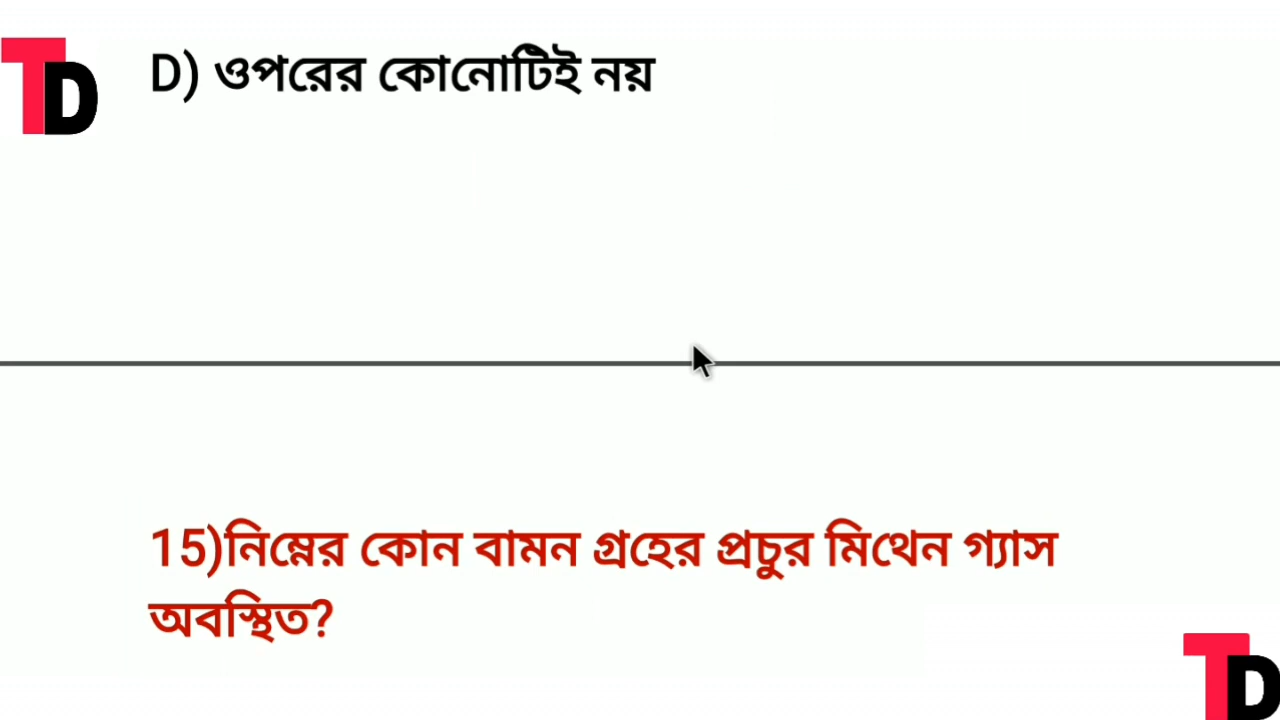 TD
D) ওপরের কোনোটিই নয়
15)নিম্নের কোন বামন গ্রহের প্রচুর মিথেন গ্যাস
অবস্থিত?
TD